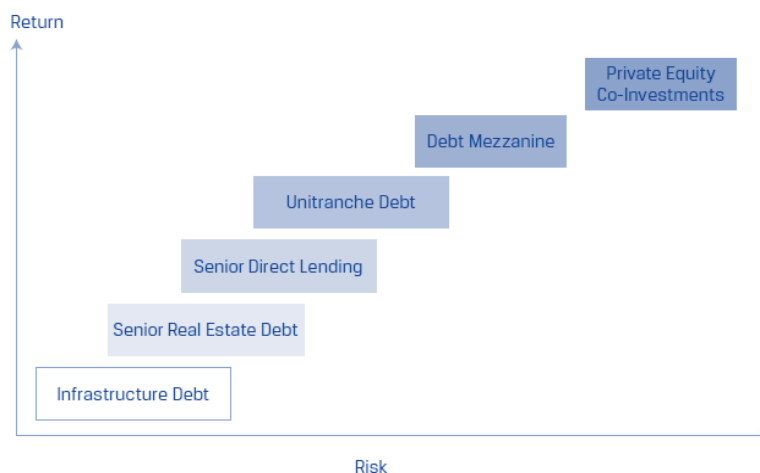 Return
Private Equity
Co-Investments
Debt Mezzanine
Unitranche Debt
Senior Direct Lending
Senior Real Estate Debt
Infrastructure Debt
Risk